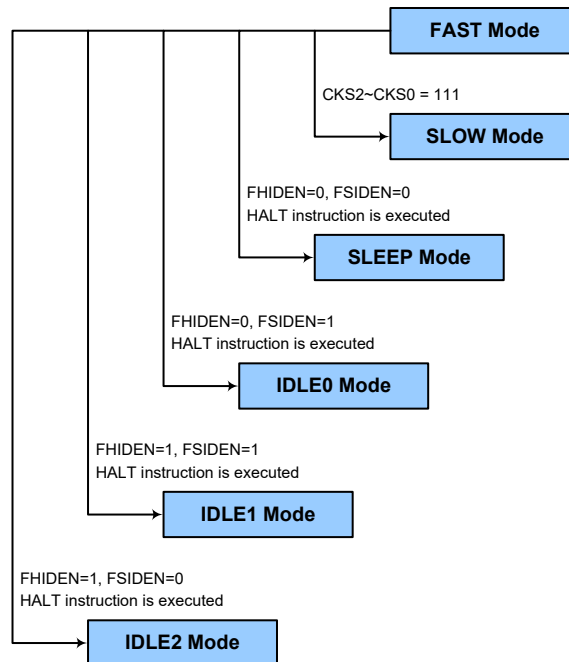 FAST Mode
CKS2~CKS0 = 111
SLOW Mode
FHIDEN=0, FSIDEN=0
HALT instruction is executed
SLEEP Mode
FHIDEN=0, FSIDEN=1
HALT instruction is executed
IDLE0 Mode
FHIDEN=1, FSIDEN=1
HALT instruction is executed
IDLE1 Mode
FHIDEN=1, FSIDEN=0
HALT instruction is executed
IDLE2 Mode